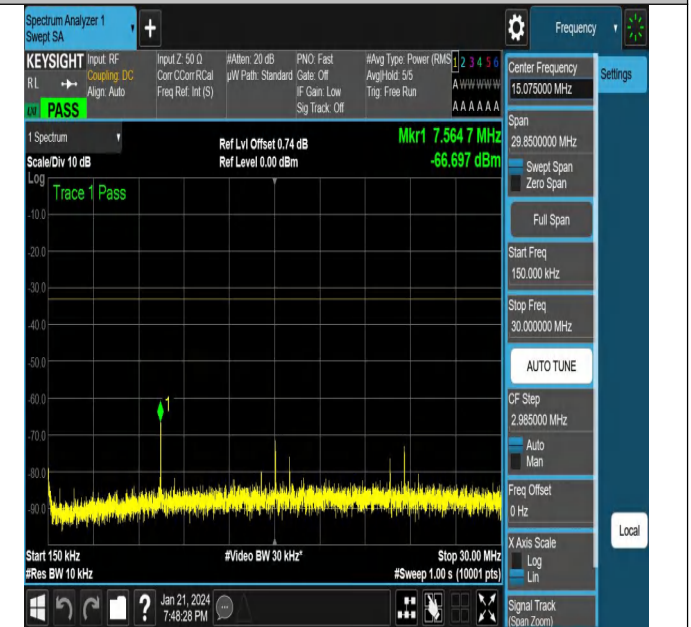 Spectrum Analyzer 1
Swept SA
+
Frequency
KEYSIGHT
RL
LXI
PASS
Input: RF
Coupling: DC
Align: Auto
Input Z: 50 Ω
Corr CCorr RCal
Freq Ref: Int (S)
#Atten: 20 dB
µW Path: Standard
PNO: Fast
Gate: Off
IF Gain: Low
Sig Track: Off
#Avg Type: Power (RMS
Avg|Hold: 5/5
Trig: Free Run
1 2 3 4 5 6
A W W W W W
A A A A A A
1 Spectrum
Scale/Div 10 dB
Log
Ref Lvl Offset 0.74 dB
Ref Level 0.00 dBm
Mkr1 7.564 7 MHz
-66.697 dBm
Trace 1 Pass
-10.0
-20.0
-30.0
-40.0
-50.0
-60.0
-70.0
-80.0
-90.0
1
Start 150 kHz
#Res BW 10 kHz
#Video BW 30 kHz*
Stop 30.00 MHz
#Sweep 1.00 s (10001 pts)
?
Jan 21, 2024
7:48:28 PM
Center Frequency
15.075000 MHz
Span
29.8500000 MHz
Swept Span
Zero Span
Full Span
Start Freq
150.000 kHz
Stop Freq
30.000000 MHz
AUTO TUNE
CF Step
2.985000 MHz
Auto
Man
Freq Offset
0 Hz
X Axis Scale
Log
Lin
Signal Track
(Span Zoom)
Settings
Local